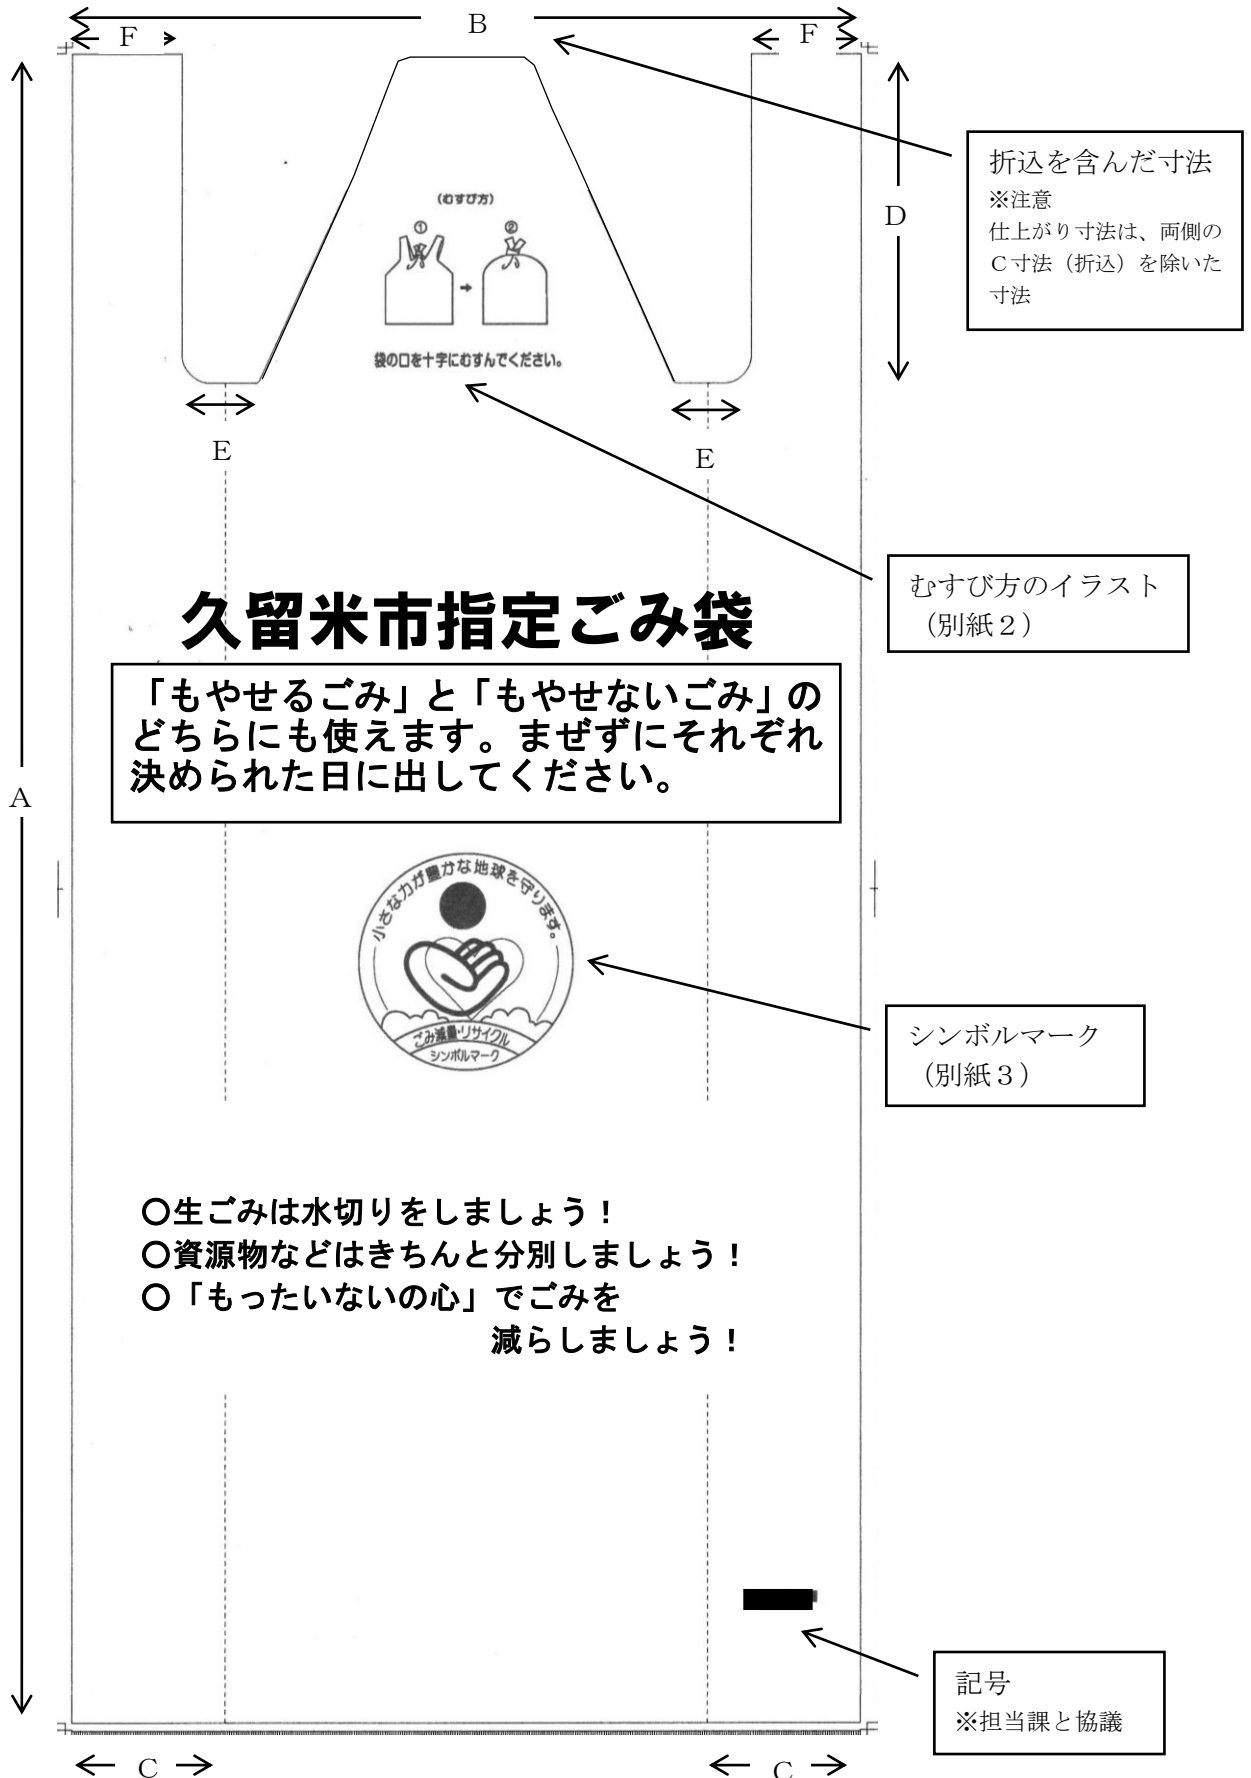 B
F
F
折込を含んだ寸法
※注意
仕上がり寸法は、両側の
C寸法（折込）を除いた
寸法
D
(むすび方)
①
②
袋の口を十字にむすんでください。
E
E
むすび方のイラスト
（別紙２）
久留米市指定ごみ袋
「もやせるごみ」と「もやせないごみ」の
どちらにも使えます。まぜずにそれぞれ
決められた日に出してください。
A
小さな力が豊かな地球を守ります。
ごみ減量・リサイクル
シンボルマーク
シンボルマーク
（別紙３）
○生ごみは水切りをしましょう！
○資源物などはきちんと分別しましょう！
○「もったいないの心」でごみを
減らしましょう！
記号
※担当課と協議
C
C